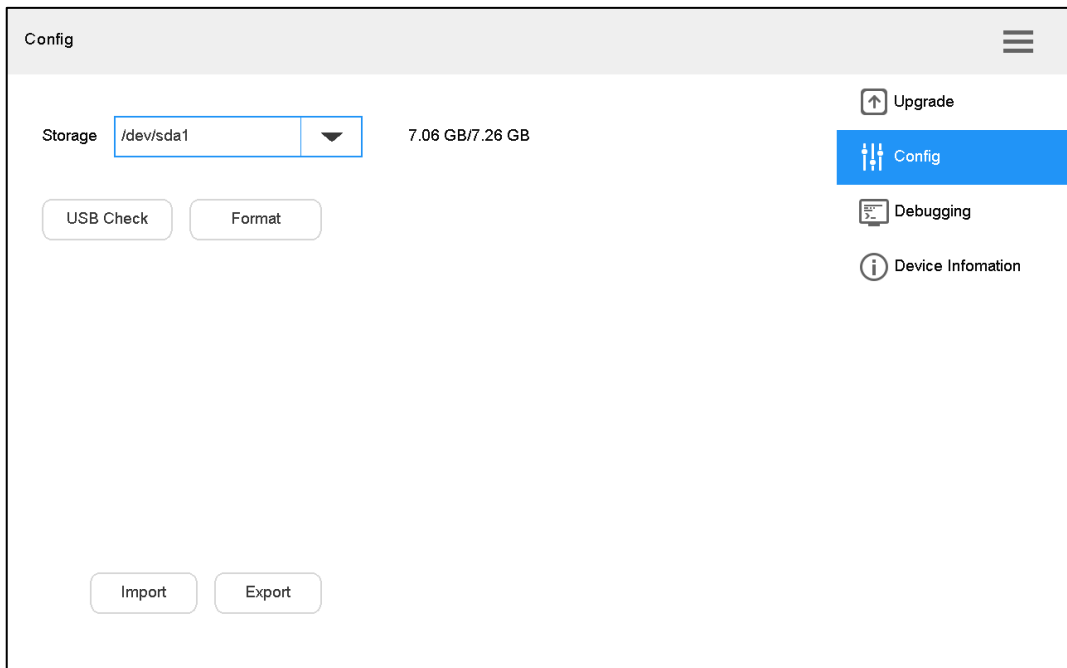 Config
Storage /dev/sda1 7.06 GB/7.26 GB
USB Check Format
Import Export
Upgrade
Config
Debugging
Device Infomation